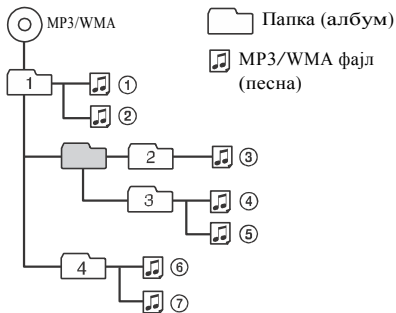 MP3/WMA
Папка (албум)
MP3/WMA фајл
(песна)
1
①
②
2
③
3
④
⑤
4
⑥
⑦